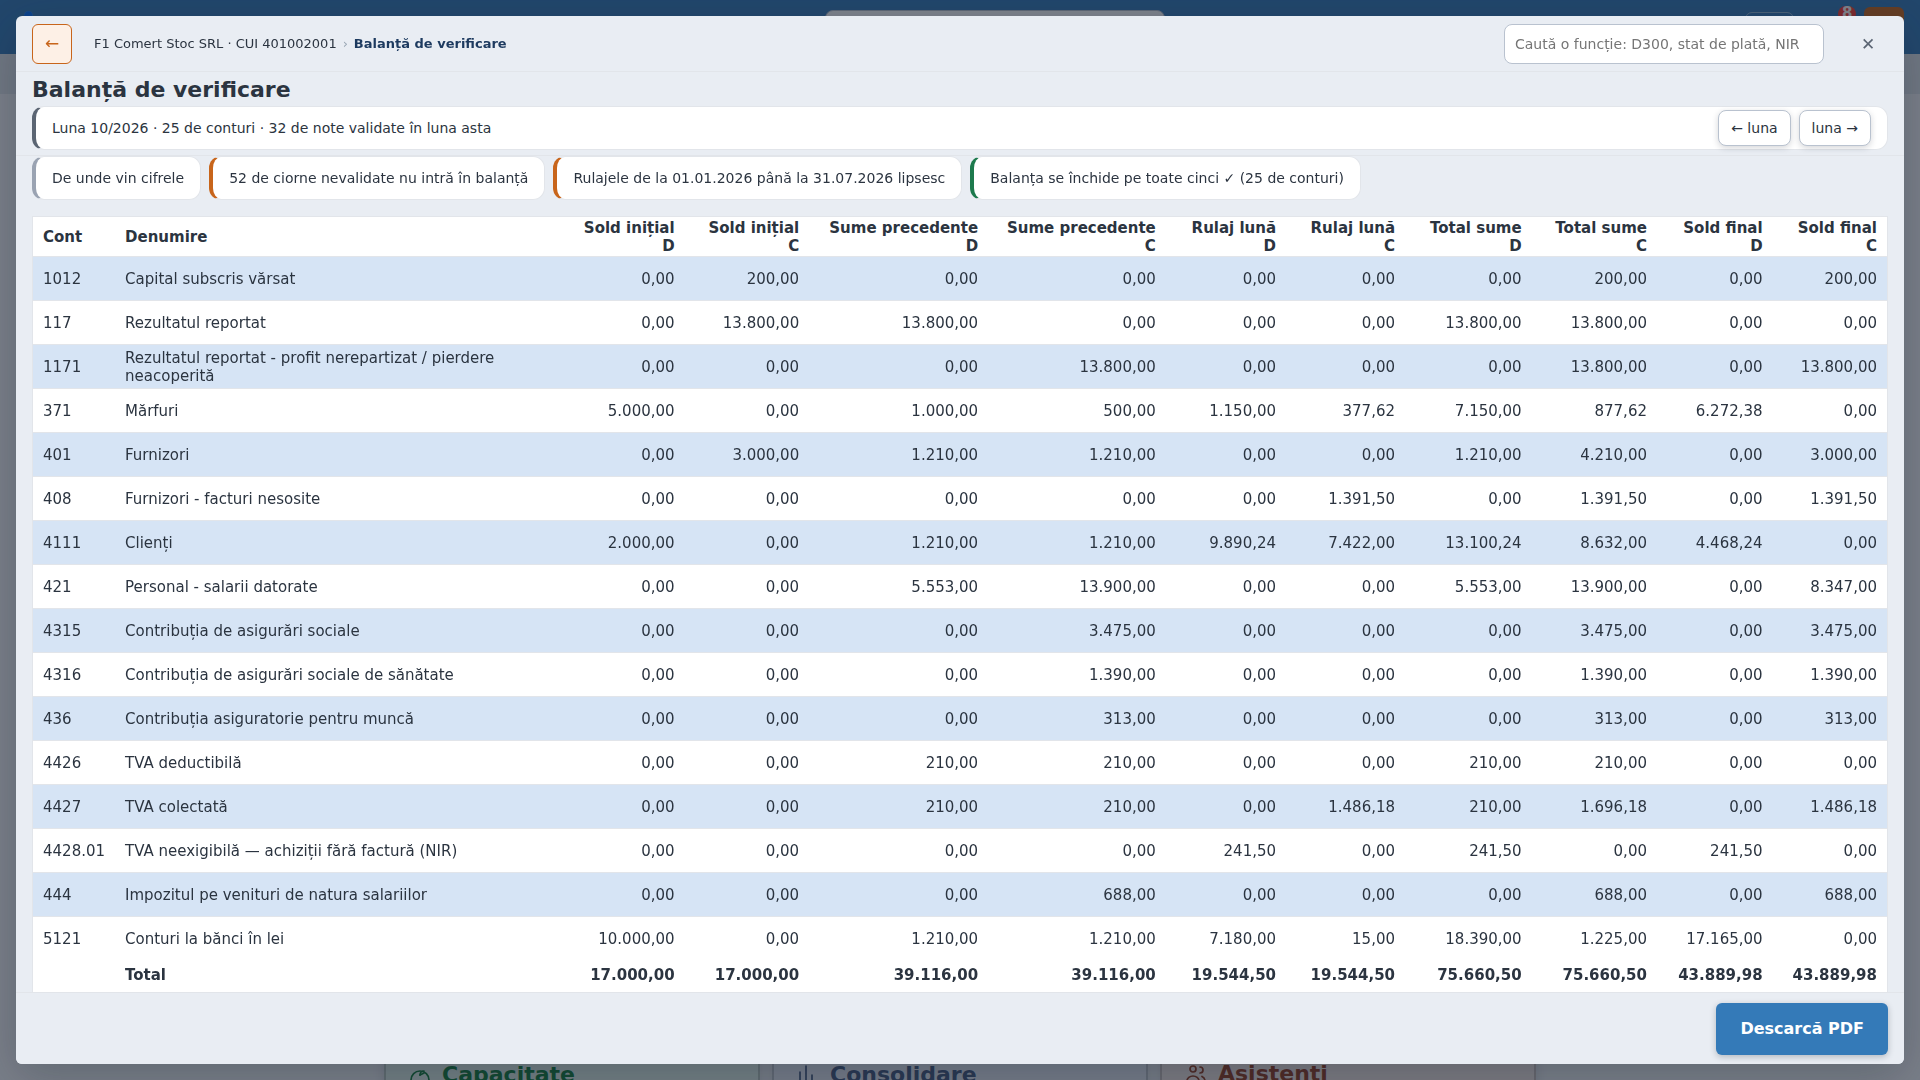 8
←
F1 Comert Stoc SRL · CUI 401002001 › Balanță de verificare
Caută o funcție: D300, stat de plată, NIR
✕
Balanță de verificare
Luna 10/2026 · 25 de conturi · 32 de note validate în luna asta
← luna
luna →
De unde vin cifrele
52 de ciorne nevalidate nu intră în balanță
Rulajele de la 01.01.2026 până la 31.07.2026 lipsesc
Balanța se închide pe toate cinci ✓ (25 de conturi)
Cont Denumire Sold inițial D Sold inițial C Sume precedente D Sume precedente C Rulaj lună D Rulaj lună C Total sume D Total sume C Sold final D Sold final C
1012 Capital subscris vărsat 0,00 200,00 0,00 0,00 0,00 0,00 0,00 200,00 0,00 200,00
117 Rezultatul reportat 0,00 13.800,00 13.800,00 0,00 0,00 0,00 13.800,00 13.800,00 0,00 0,00
1171 Rezultatul reportat - profit nerepartizat / pierdere neacoperită 0,00 0,00 0,00 13.800,00 0,00 0,00 0,00 13.800,00 0,00 13.800,00
371 Mărfuri 5.000,00 0,00 1.000,00 500,00 1.150,00 377,62 7.150,00 877,62 6.272,38 0,00
401 Furnizori 0,00 3.000,00 1.210,00 1.210,00 0,00 0,00 1.210,00 4.210,00 0,00 3.000,00
408 Furnizori - facturi nesosite 0,00 0,00 0,00 0,00 0,00 1.391,50 0,00 1.391,50 0,00 1.391,50
4111 Clienți 2.000,00 0,00 1.210,00 1.210,00 9.890,24 7.422,00 13.100,24 8.632,00 4.468,24 0,00
421 Personal - salarii datorate 0,00 0,00 5.553,00 13.900,00 0,00 0,00 5.553,00 13.900,00 0,00 8.347,00
4315 Contribuția de asigurări sociale 0,00 0,00 0,00 3.475,00 0,00 0,00 0,00 3.475,00 0,00 3.475,00
4316 Contribuția de asigurări sociale de sănătate 0,00 0,00 0,00 1.390,00 0,00 0,00 0,00 1.390,00 0,00 1.390,00
436 Contribuția asiguratorie pentru muncă 0,00 0,00 0,00 313,00 0,00 0,00 0,00 313,00 0,00 313,00
4426 TVA deductibilă 0,00 0,00 210,00 210,00 0,00 0,00 210,00 210,00 0,00 0,00
4427 TVA colectată 0,00 0,00 210,00 210,00 0,00 1.486,18 210,00 1.696,18 0,00 1.486,18
4428.01 TVA neexigibilă — achiziții fără factură (NIR) 0,00 0,00 0,00 0,00 241,50 0,00 241,50 0,00 241,50 0,00
444 Impozitul pe venituri de natura salariilor 0,00 0,00 0,00 688,00 0,00 0,00 0,00 688,00 0,00 688,00
5121 Conturi la bănci în lei 10.000,00 0,00 1.210,00 1.210,00 7.180,00 15,00 18.390,00 1.225,00 17.165,00 0,00
Total 17.000,00 17.000,00 39.116,00 39.116,00 19.544,50 19.544,50 75.660,50 75.660,50 43.889,98 43.889,98
Descarcă PDF
Capacitate
Consolidare
Asistenți